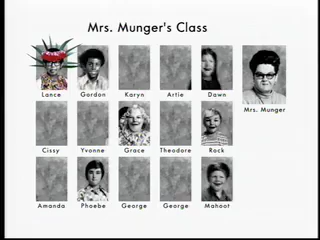 Mrs. Munger's Class
Lance Gordon Karyn Artie Dawn
Mrs. Munger
Cissy Yvonne Grace Theodore Rock
Amanda Phoebe George George Mahoot